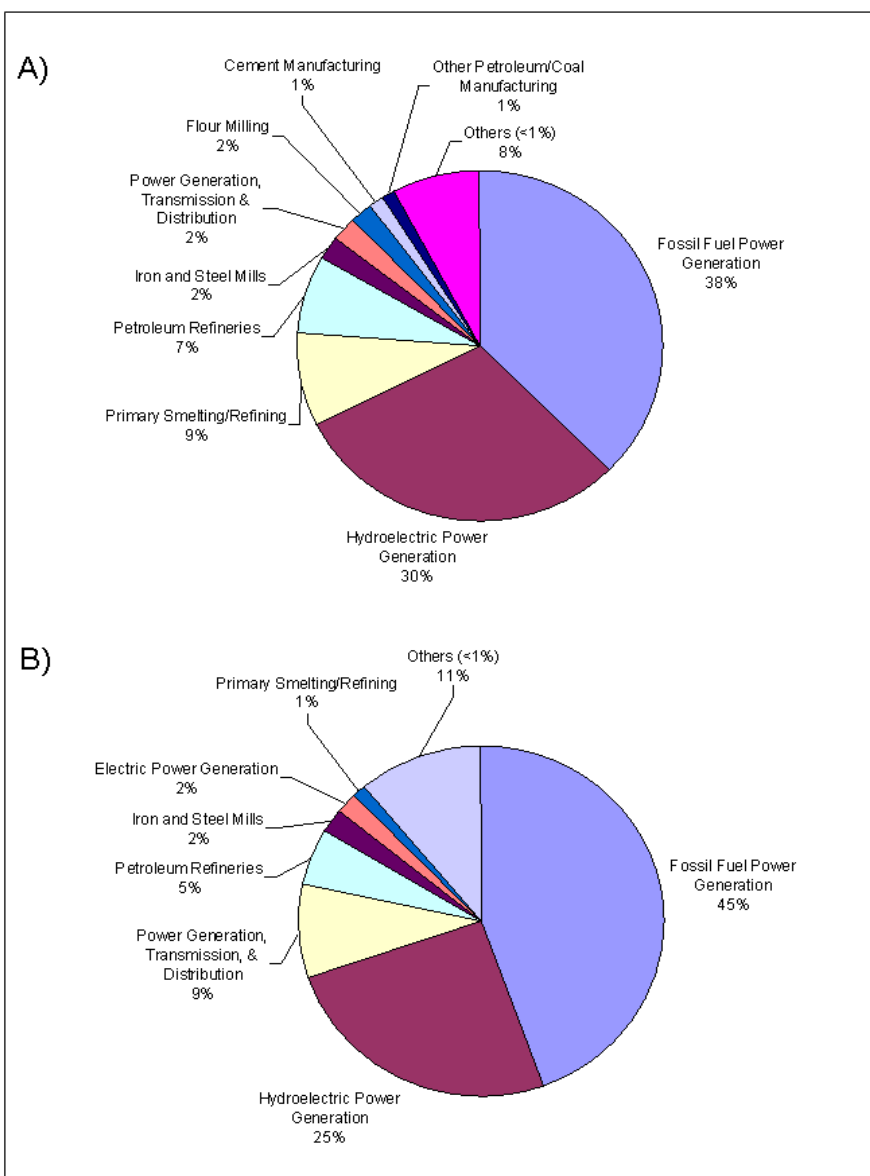 A)
Cement Manufacturing
1%
Other Petroleum/Coal
Manufacturing
1%
Flour Milling
2%
Others (<1%)
8%
Power Generation,
Transmission &
Distribution
2%
Fossil Fuel Power
Generation
38%
Iron and Steel Mills
2%
Petroleum Refineries
7%
Primary Smelting/Refining
9%
Hydroelectric Power
Generation
30%
B)
Others (<1%)
11%
Primary Smelting/Refining
1%
Electric Power Generation
2%
Iron and Steel Mills
2%
Petroleum Refineries
5%
Fossil Fuel Power
Generation
45%
Power Generation,
Transmission, &
Distribution
9%
Hydroelectric Power
Generation
25%